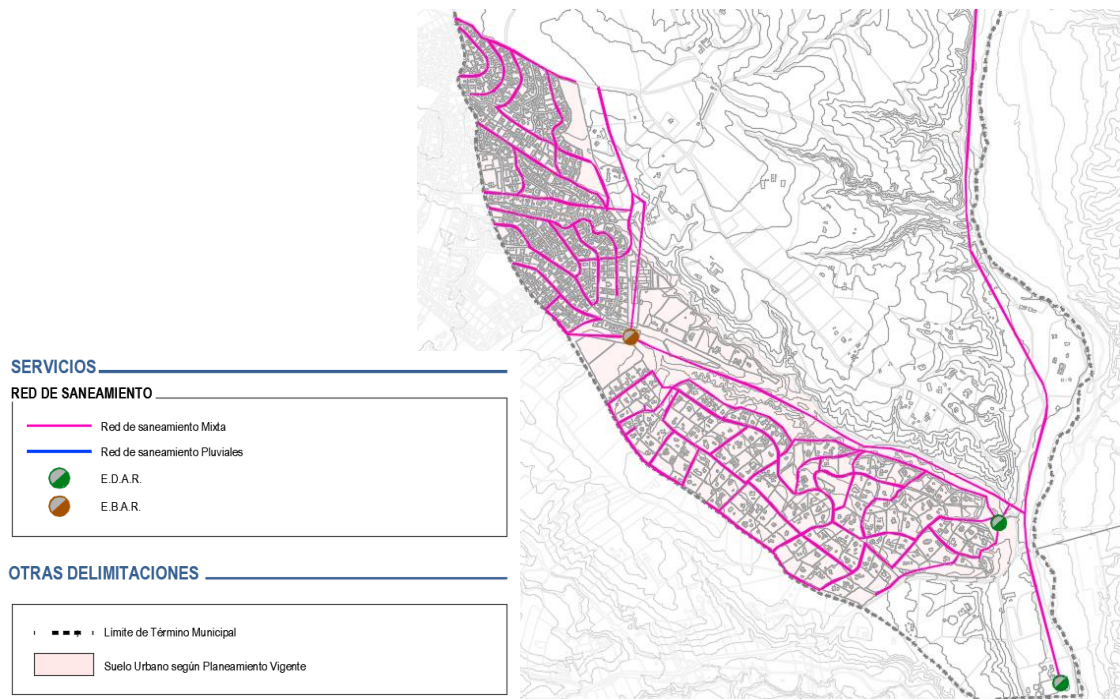 SERVICIOS
RED DE SANEAMIENTO
Red de saneamiento Mixta
Red de saneamiento Pluviales
E.D.A.R.
E.B.A.R.
OTRAS DELIMITACIONES
Límite de Término Municipal
Suelo Urbano según Planeamiento Vigente